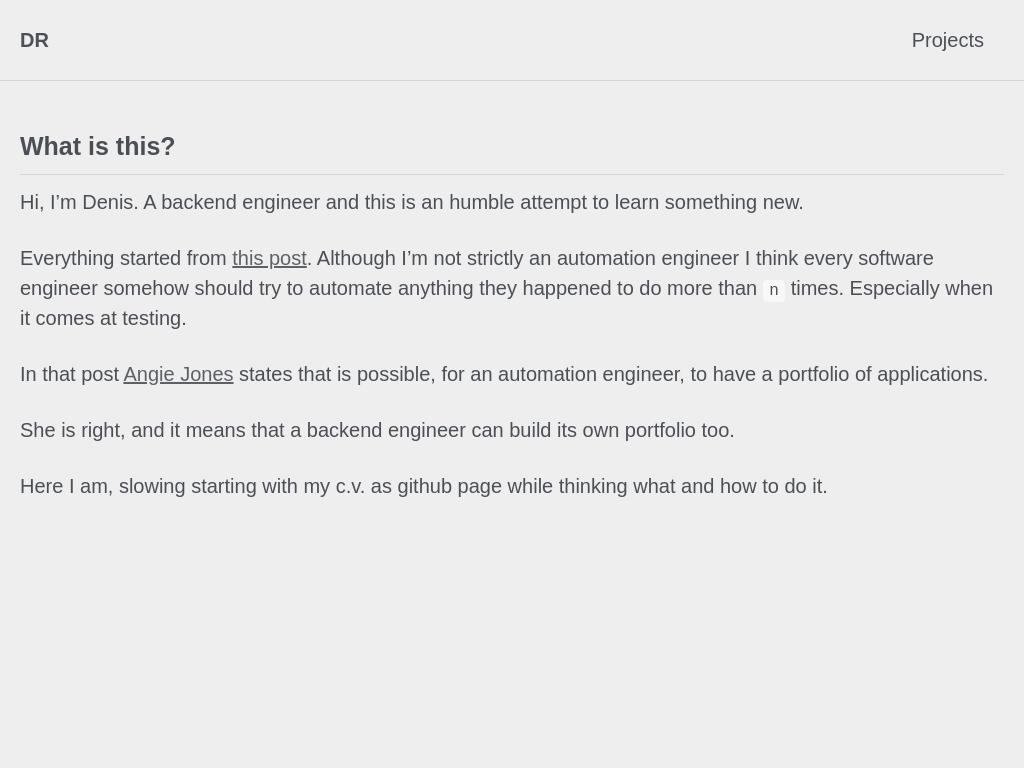 DR
Projects
What is this?
Hi, I’m Denis. A backend engineer and this is an humble attempt to learn something new.
Everything started from this post. Although I’m not strictly an automation engineer I think every software
engineer somehow should try to automate anything they happened to do more than n times. Especially when
it comes at testing.
In that post Angie Jones states that is possible, for an automation engineer, to have a portfolio of applications.
She is right, and it means that a backend engineer can build its own portfolio too.
Here I am, slowing starting with my c.v. as github page while thinking what and how to do it.